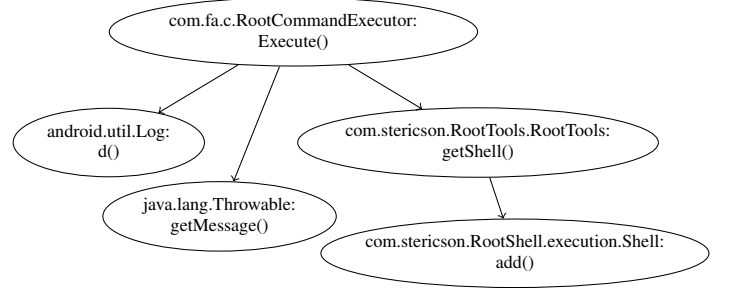 com.fa.c.RootCommandExecutor:
Execute()
android.util.Log:
d()
com.stericson.RootTools.RootTools:
getShell()
java.lang.Throwable:
getMessage()
com.stericson.RootShell.execution.Shell:
add()